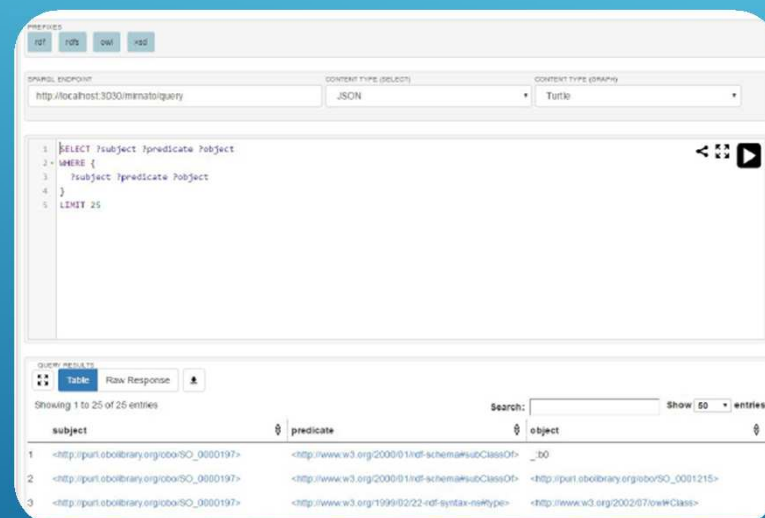 PREFIXES
rdf rdfs owl xsd
SPARQL ENDPOINT CONTENT TYPE (SELECT) CONTENT TYPE (GRAPH)
http://localhost:3030/mirnato/query JSON Turtle
1 SELECT ?subject ?predicate ?object
2 WHERE {
3 ?subject ?predicate ?object
4 }
5 LIMIT 25
QUERY RESULTS
Table Raw Response
Showing 1 to 25 of 25 entries Search: Show 50 entries
subject predicate object
1 <http://purl.obolibrary.org/obo/SO_0000197> <http://www.w3.org/2000/01/rdf-schema#subClassOf> _:b0
2 <http://purl.obolibrary.org/obo/SO_0000197> <http://www.w3.org/2000/01/rdf-schema#subClassOf> <http://purl.obolibrary.org/obo/SO_0001215>
3 <http://purl.obolibrary.org/obo/SO_0000197> <http://www.w3.org/1999/02/22-rdf-syntax-ns#type> <http://www.w3.org/2002/07/owl#Class>